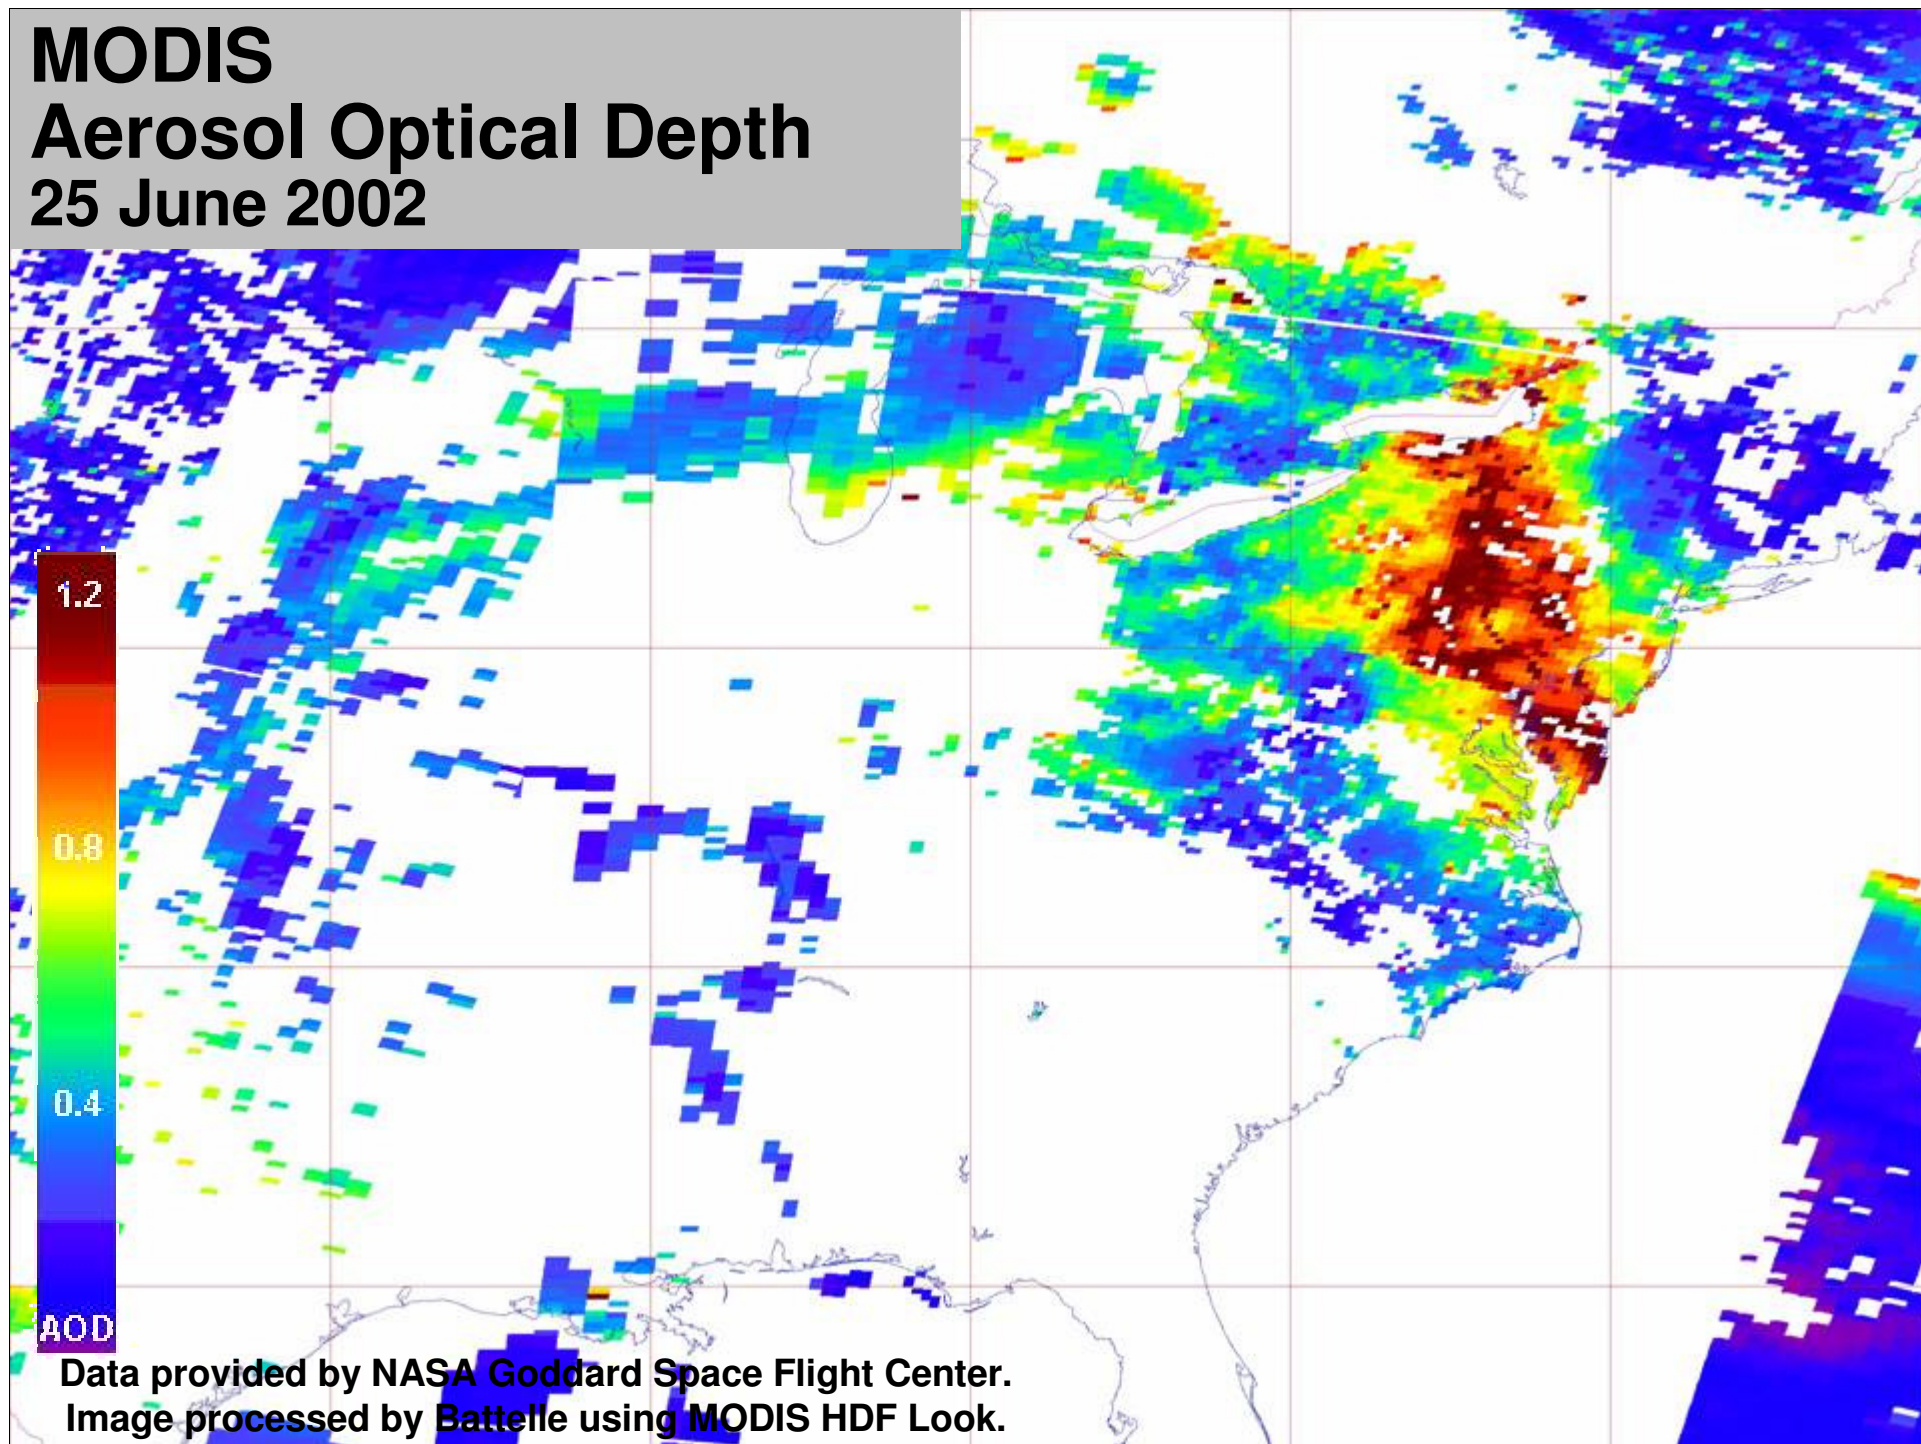 MODIS
Aerosol Optical Depth
25 June 2002
1.2
0.8
0.4
AOD
Data provided by NASA Goddard Space Flight Center.
Image processed by Battelle using MODIS HDF Look.